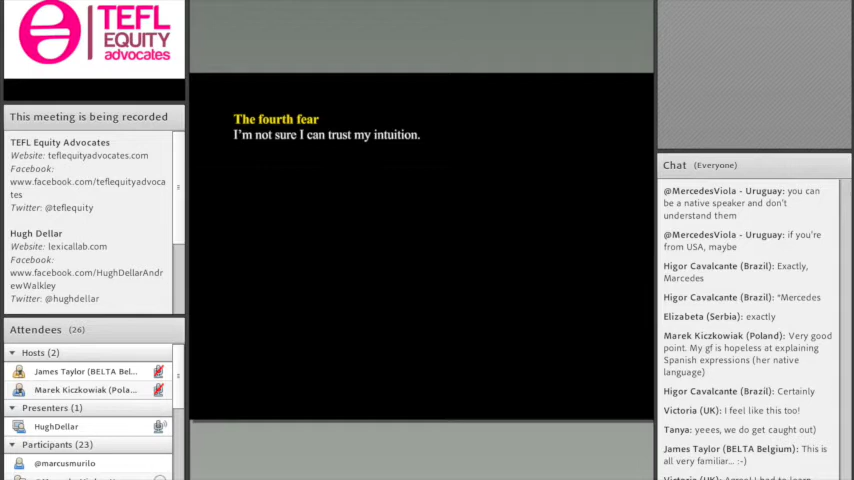 TEFL
EQUITY
advocates
This meeting is being recorded
TEFL Equity Advocates
Website: teflequityadvocates.com
Facebook:
www.facebook.com/teflequityadvoca
tes
Twitter: @teflequity
Hugh Dellar
Website: lexicallab.com
Facebook:
www.facebook.com/HughDellarAndr
ewWalkley
Twitter: @hughdellar
Attendees (26)
Hosts (2)
James Taylor (BELTA Bel...
Marek Kiczkowiak (Pola...
Presenters (1)
HughDellar
Participants (23)
@marcusmurilo
The fourth fear
I'm not sure I can trust my intuition.
Chat (Everyone)
@MercedesViola - Uruguay: you can
be a native speaker and don't
understand them
@MercedesViola - Uruguay: if you're
from USA, maybe
Higor Cavalcante (Brazil): Exactly,
Marcedes
Higor Cavalcante (Brazil): *Mercedes
Elizabeta (Serbia): exactly
Marek Kiczkowiak (Poland): Very good
point. My gf is hopeless at explaining
Spanish expressions (her native
language)
Higor Cavalcante (Brazil): Certainly
Victoria (UK): I feel like this too!
Tanya: yeees, we do get caught out)
James Taylor (BELTA Belgium): This is
all very familiar... :-)